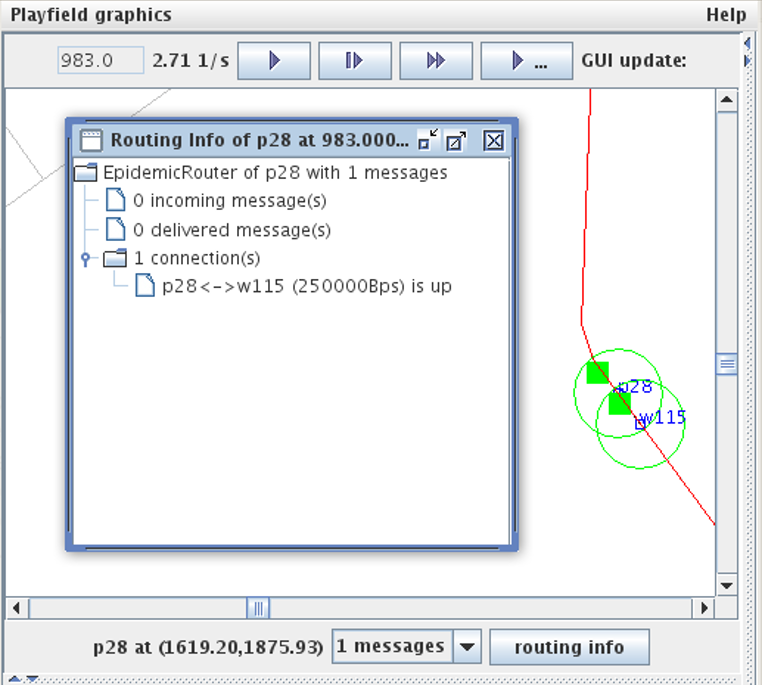 Playfield graphics Help
983.0 2.71 1/s ... GUI update:
Routing Info of p28 at 983.000...
EpidemicRouter of p28 with 1 messages
0 incoming message(s)
0 delivered message(s)
1 connection(s)
p28<->w115 (250000Bps) is up
p28
w115
p28 at (1619.20,1875.93) 1 messages routing info